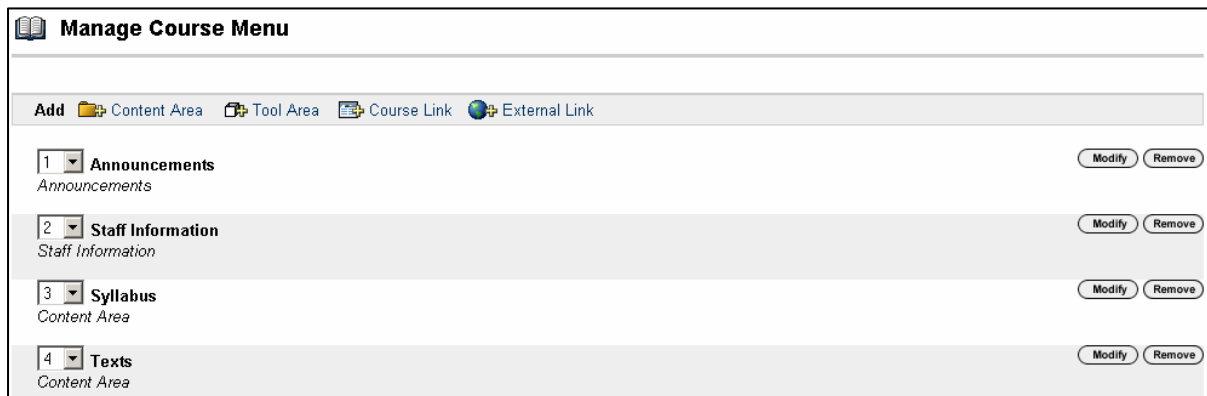 Manage Course Menu
Add Content Area Tool Area Course Link External Link
1 Announcements Modify Remove
Announcements
2 Staff Information Modify Remove
Staff Information
3 Syllabus Modify Remove
Content Area
4 Texts Modify Remove
Content Area